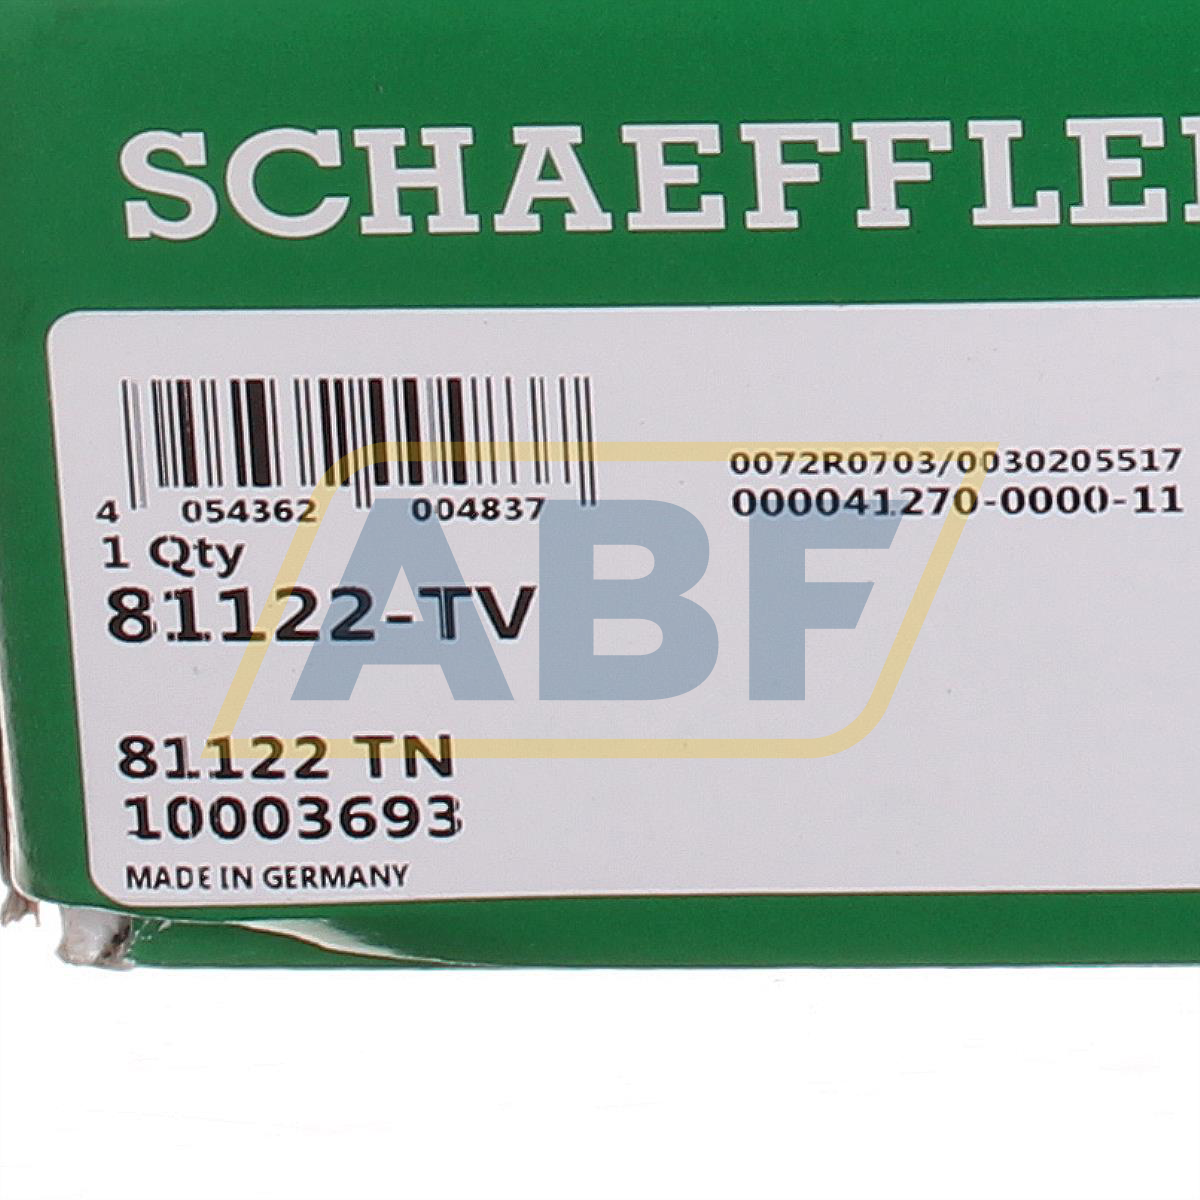 SCHAEFFLER
4 054362 004837
0072R0703/0030205517
000041270-0000-11
1 Qty
81122-TV
ABF
81122 TN
10003693
MADE IN GERMANY